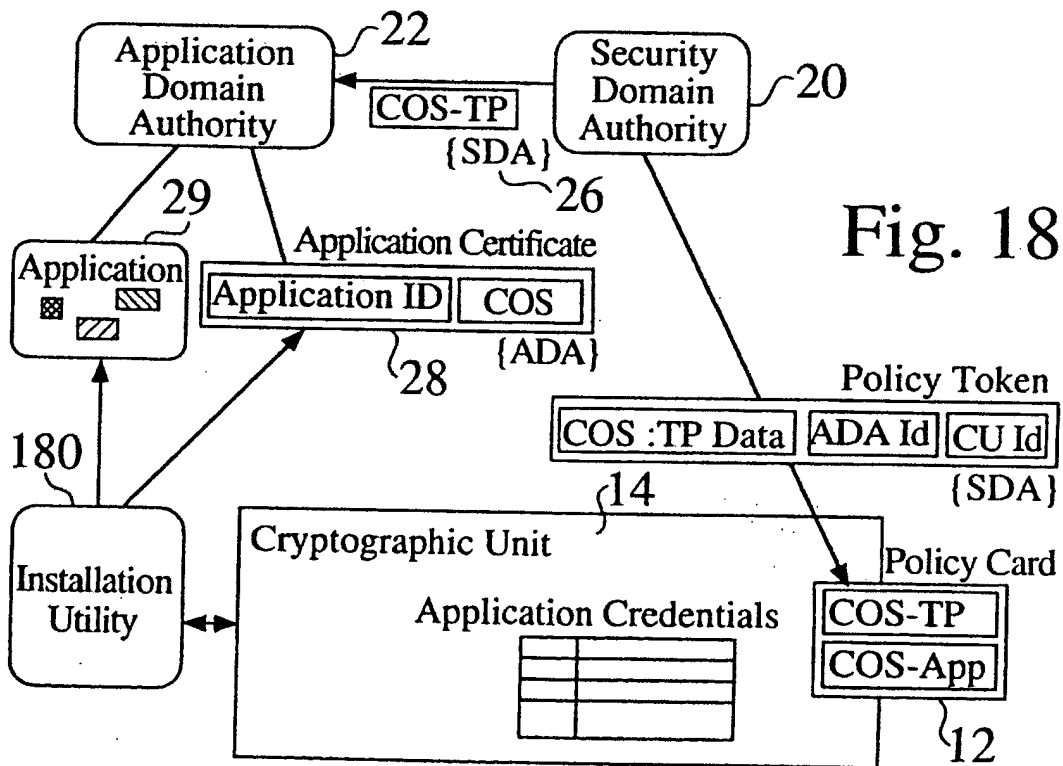 Application
Domain
Authority
22
COS-TP
{SDA}
26
Security
Domain
Authority
20
Fig. 18
29
Application
Application Certificate
Application ID
COS
{ADA}
28
Policy Token
COS :TP Data
ADA Id
CU Id
{SDA}
180
Installation
Utility
14
Cryptographic Unit
Application Credentials
Policy Card
COS-TP
COS-App
12